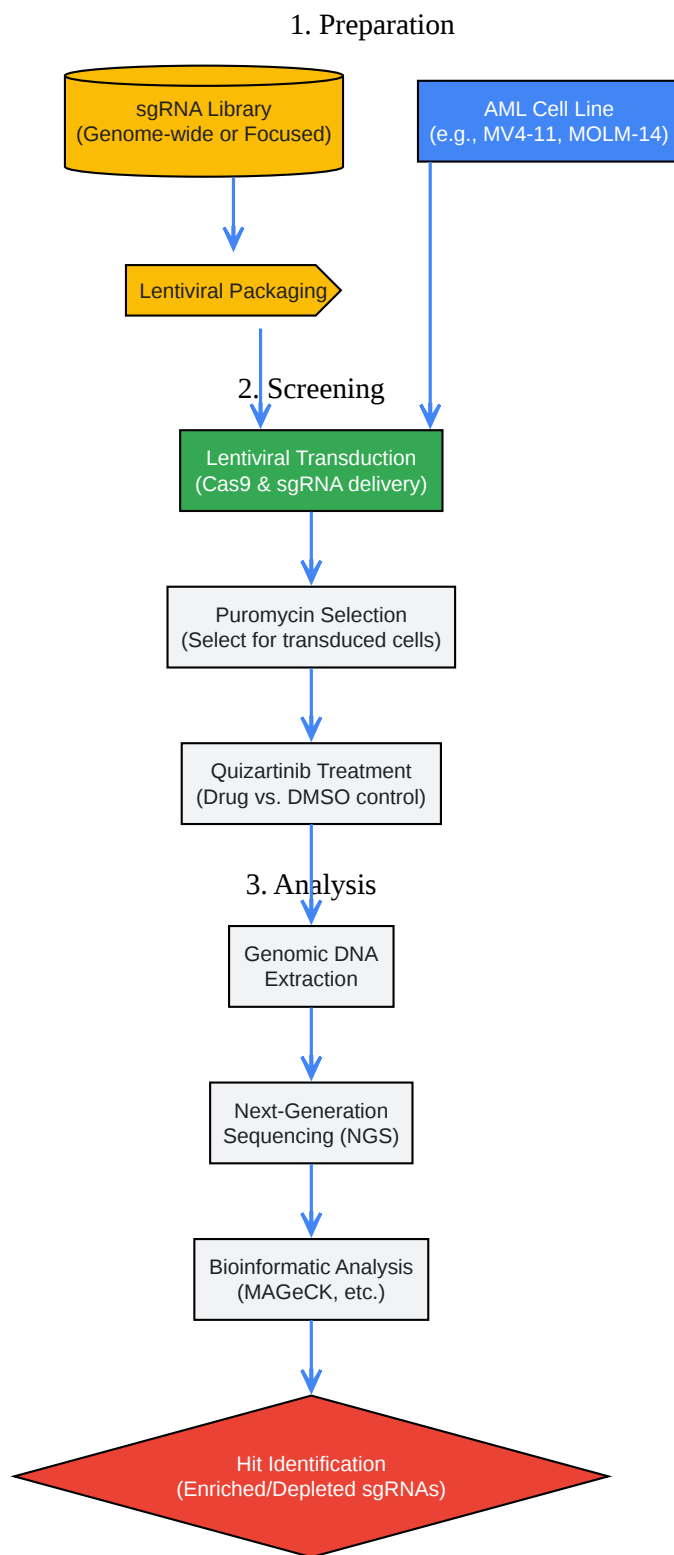 1. Preparation
sgRNA Library
(Genome-wide or Focused)
AML Cell Line
(e.g., MV4-11, MOLM-14)
Lentiviral Packaging
2. Screening
Lentiviral Transduction
(Cas9 & sgRNA delivery)
Puromycin Selection
(Select for transduced cells)
Quizartinib Treatment
(Drug vs. DMSO control)
3. Analysis
Genomic DNA
Extraction
Next-Generation
Sequencing (NGS)
Bioinformatic Analysis
(MAGeCK, etc.)
Hit Identification
(Enriched/Depleted sgRNAs)